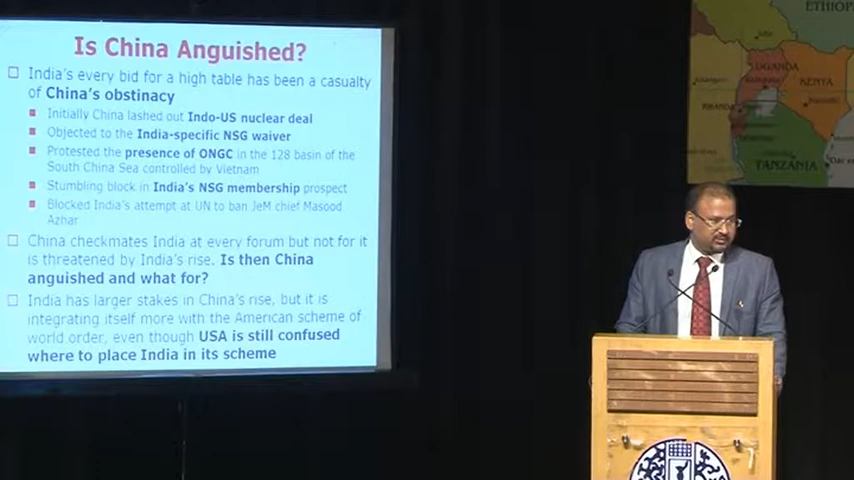 Is China Anguished?
India's every bid for a high table has been a casualty
of China's obstinacy
Initially China lashed out Indo-US nuclear deal
Objected to the India-specific NSG waiver
Protested the presence of ONGC in the 128 basin of the
South China Sea controlled by Vietnam
Stumbling block in India's NSG membership prospect
Blocked India's attempt at UN to ban JeM chief Masood
Azhar
China checkmates India at every forum but not for it
is threatened by India's rise. Is then China
anguished and what for?
India has larger stakes in China's rise, but it is
integrating itself more with the American scheme of
world order, even though USA is still confused
where to place India in its scheme
ETHIOP
UGANDA
KENYA
RWANDA
TANZANIA